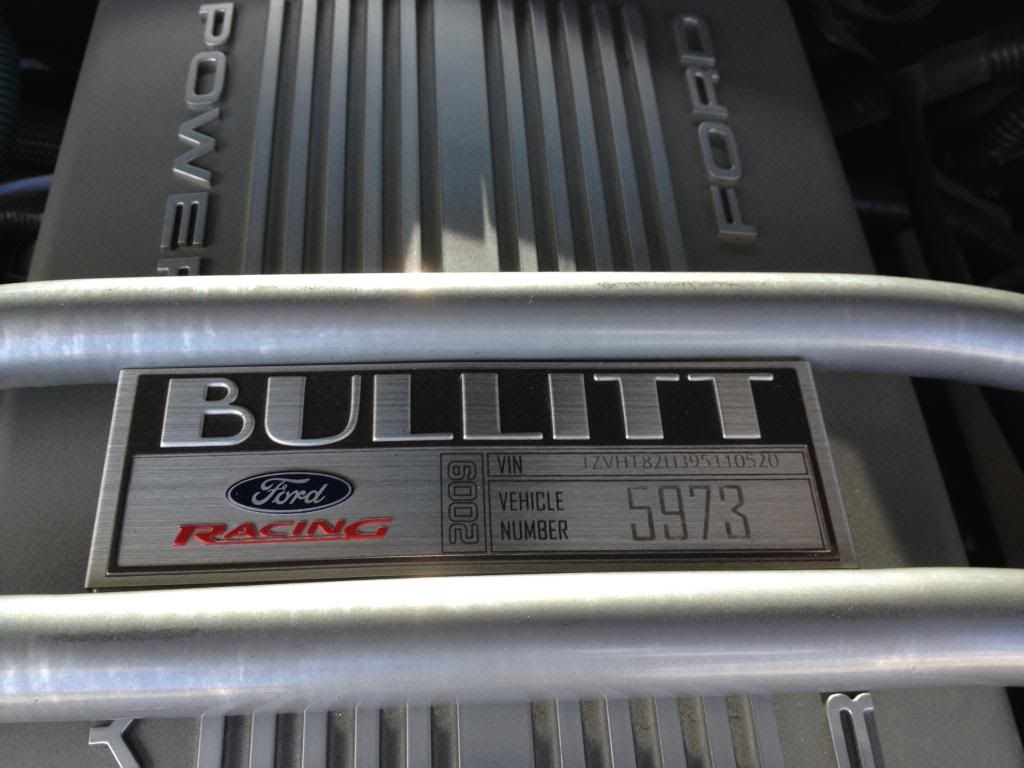 POWER
FORD
BULLITT
Ford
RACING
2009
VIN 1ZVHT82H395110520
VEHICLE
NUMBER
5973